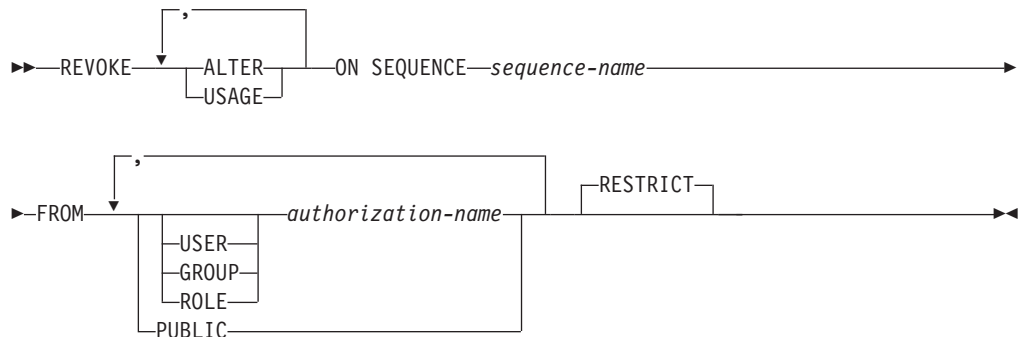 ,
REVOKE ALTER ON SEQUENCE sequence-name
USAGE
,
RESTRICT
FROM authorization-name
USER
GROUP
ROLE
PUBLIC